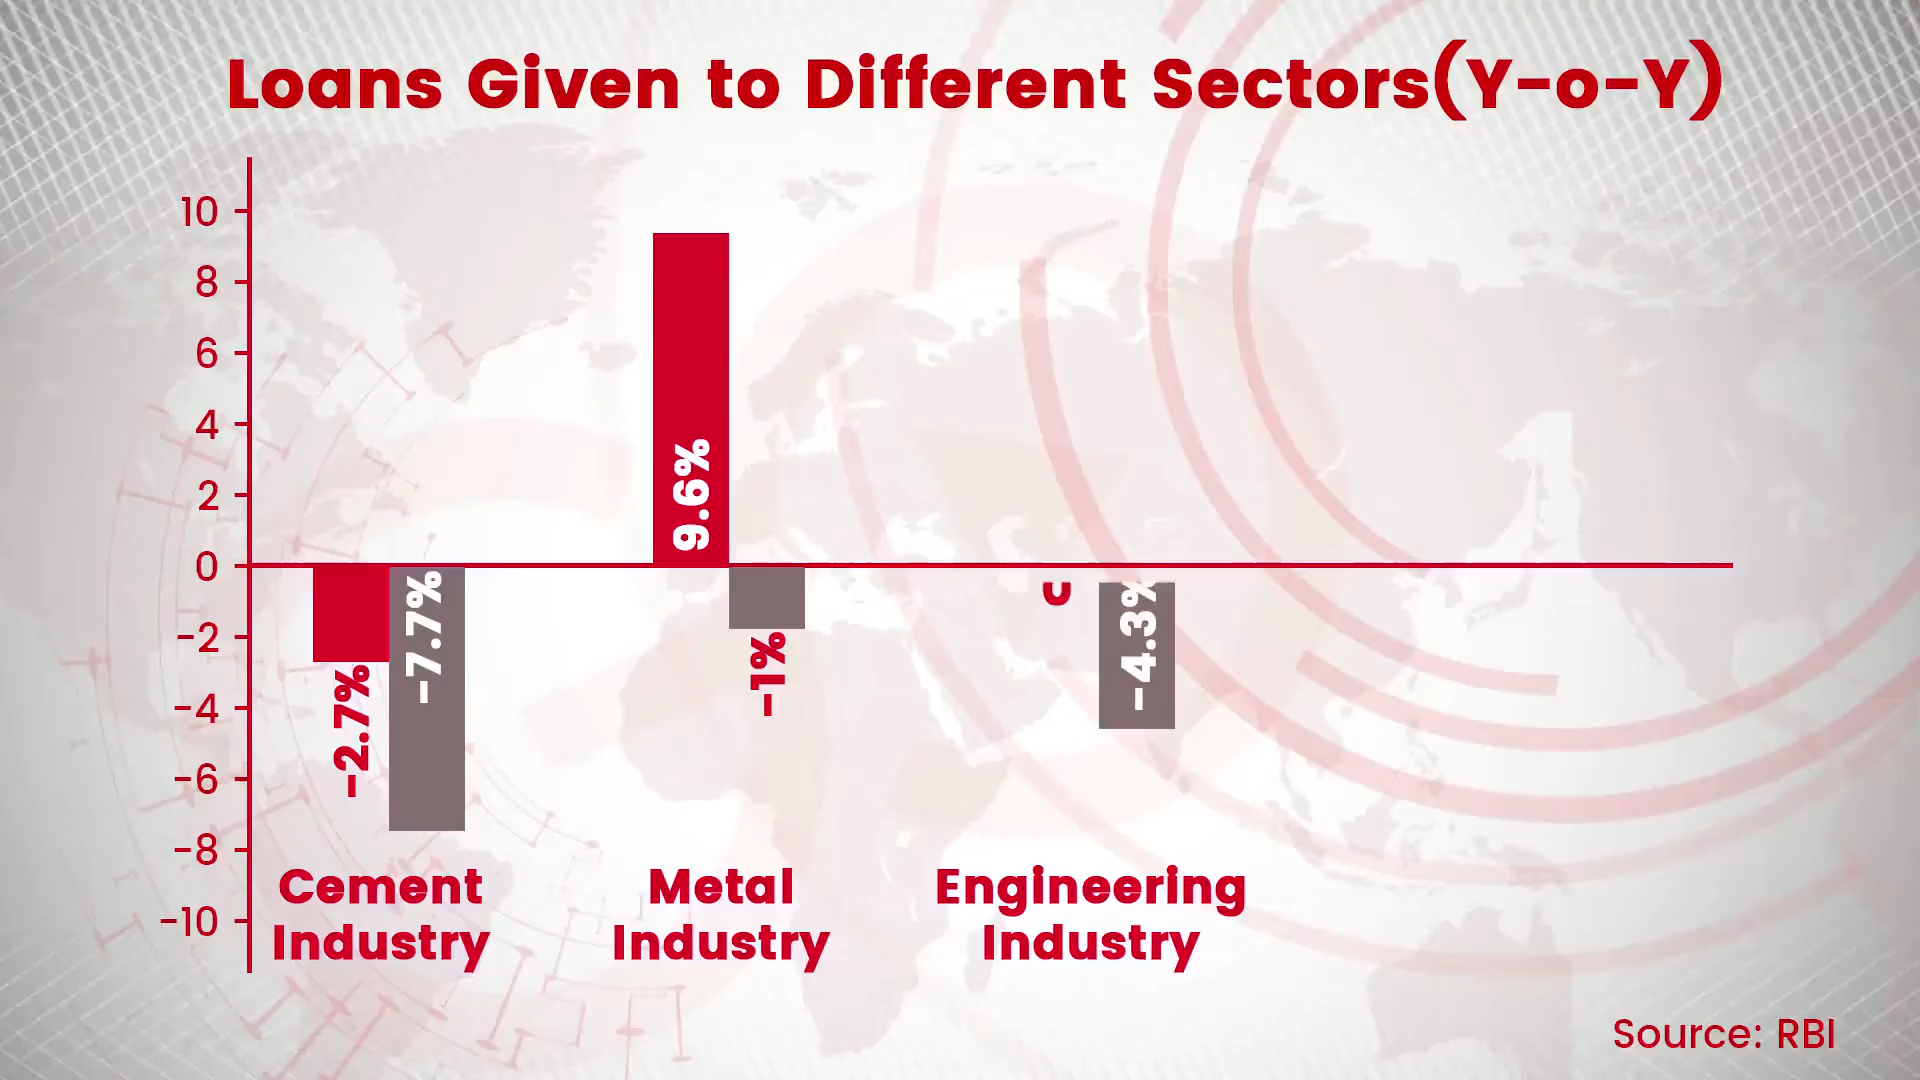 Loans Given to Different Sectors(Y-o-Y)
10
8
6
4
2
0
-2
-4
-6
-8
-10
-2.7%
-7.7%
9.6%
-1%
-4.3%
Cement
Industry
Metal
Industry
Engineering
Industry
Source: RBI